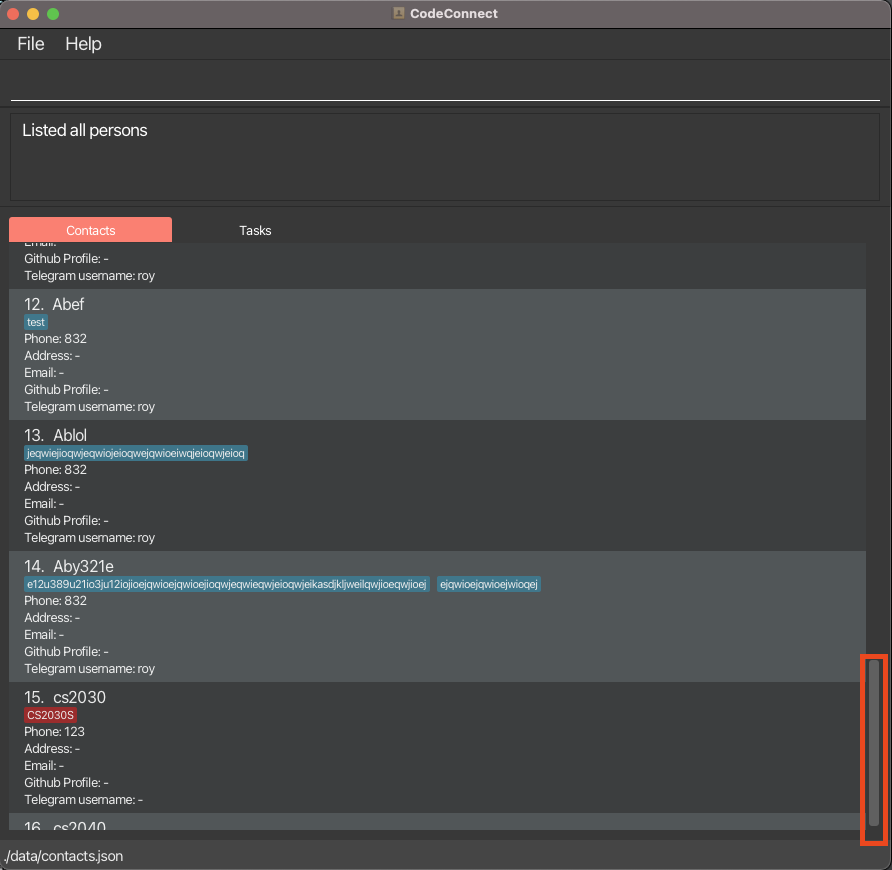 CodeConnect
File Help
Listed all persons
Contacts Tasks
Email:
Github Profile: -
Telegram username: roy
12. Abef
test
Phone: 832
Address: -
Email: -
Github Profile: -
Telegram username: roy
13. Ablol
jeqwiejioqwjeqwiojeioqwejqwioeiwqjeioqwjeioq
Phone: 832
Address: -
Email: -
Github Profile: -
Telegram username: roy
14. Aby321e
e12u389u21io3ju12iojioejqwioejqwioejioqwjeqwieqwjeioqwjeikasdjkljweilqwjioeqwjioej ejqwioejqwioejwioqej
Phone: 832
Address: -
Email: -
Github Profile: -
Telegram username: roy
15. cs2030
CS2030S
Phone: 123
Address: -
Email: -
Github Profile: -
Telegram username: -
16. cs2040
./data/contacts.json